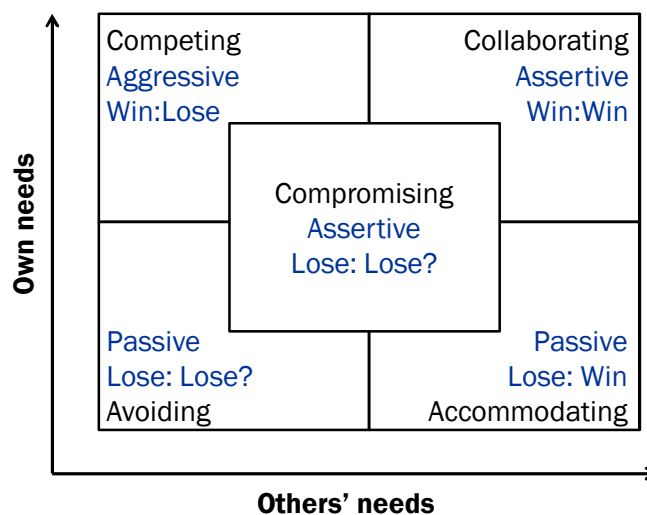 Competing
Aggressive
Win:Lose
Collaborating
Assertive
Win:Win
Own needs
Compromising
Assertive
Lose: Lose?
Passive
Lose: Lose?
Avoiding
Passive
Lose: Win
Accommodating
Others’ needs